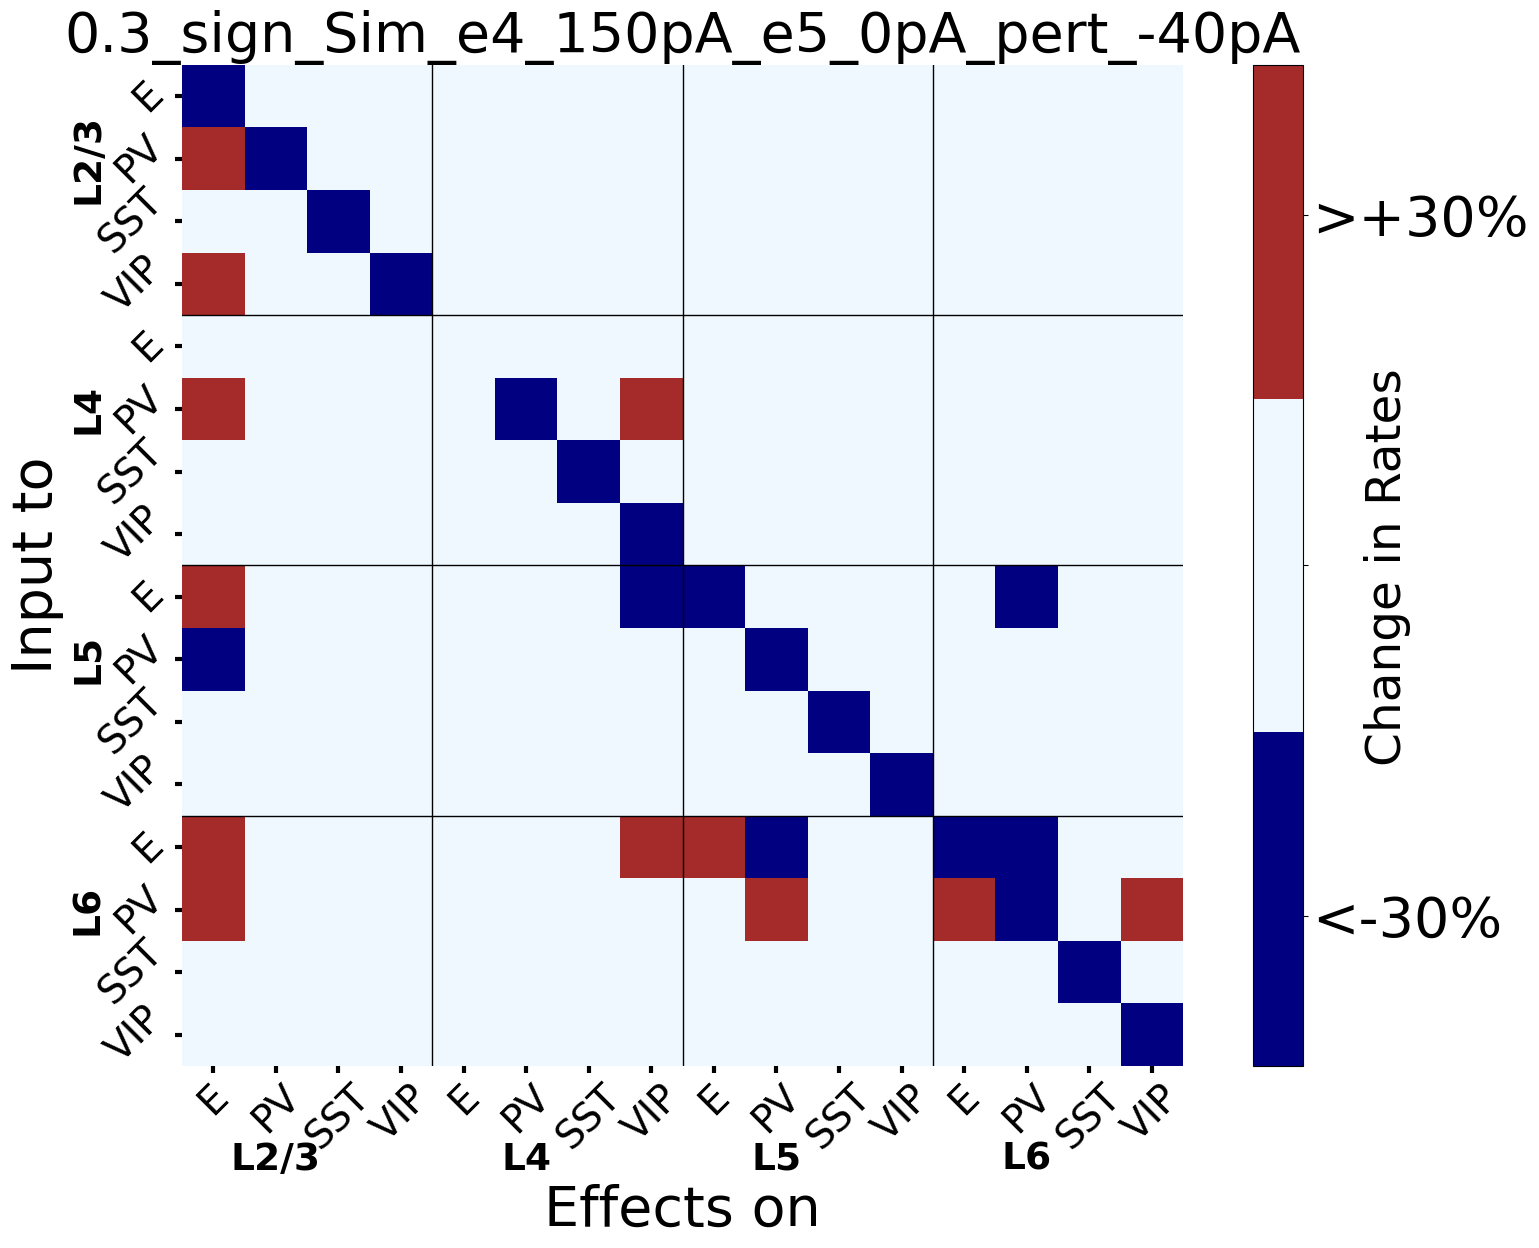 0.3_sign_Sim_e4_150pA_e5_0pA_pert_-40pA
Input to
L2/3
E
PV
SST
VIP
L4
E
PV
SST
VIP
L5
E
PV
SST
VIP
L6
E
PV
SST
VIP
E
PV
SST
VIP
E
PV
SST
VIP
E
PV
SST
VIP
E
PV
SST
VIP
L2/3
L4
L5
L6
Effects on
>+30%
<-30%
Change in Rates